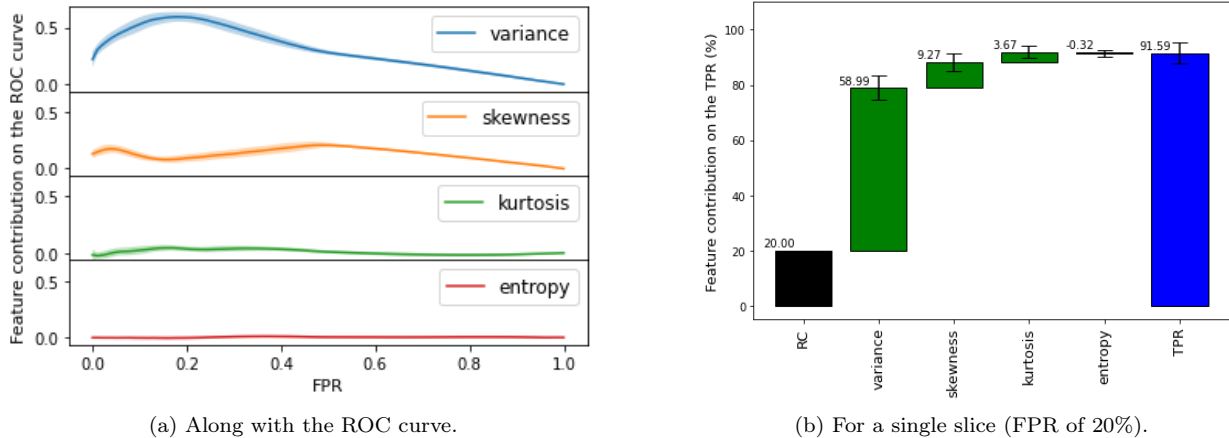 Feature contribution on the ROC curve
0.5
0.0
variance
0.5
0.0
skewness
0.5
0.0
kurtosis
0.5
0.0
entropy
0.0 0.2 0.4 0.6 0.8 1.0
FPR
(a) Along with the ROC curve.
Feature contribution on the TPR (%)
100
80
60
40
20
0
20.00
58.99
9.27
3.67
-0.32
91.59
RC
variance
skewness
kurtosis
entropy
TPR
(b) For a single slice (FPR of 20%).